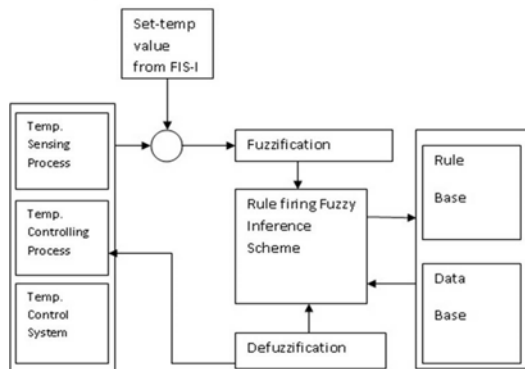 Set-temp
value
from FIS-I
Temp.
Sensing
Process
Fuzzification
Rule
Base
Temp.
Controlling
Process
Rule firing Fuzzy
Inference
Scheme
Data
Base
Temp.
Control
System
Defuzzification